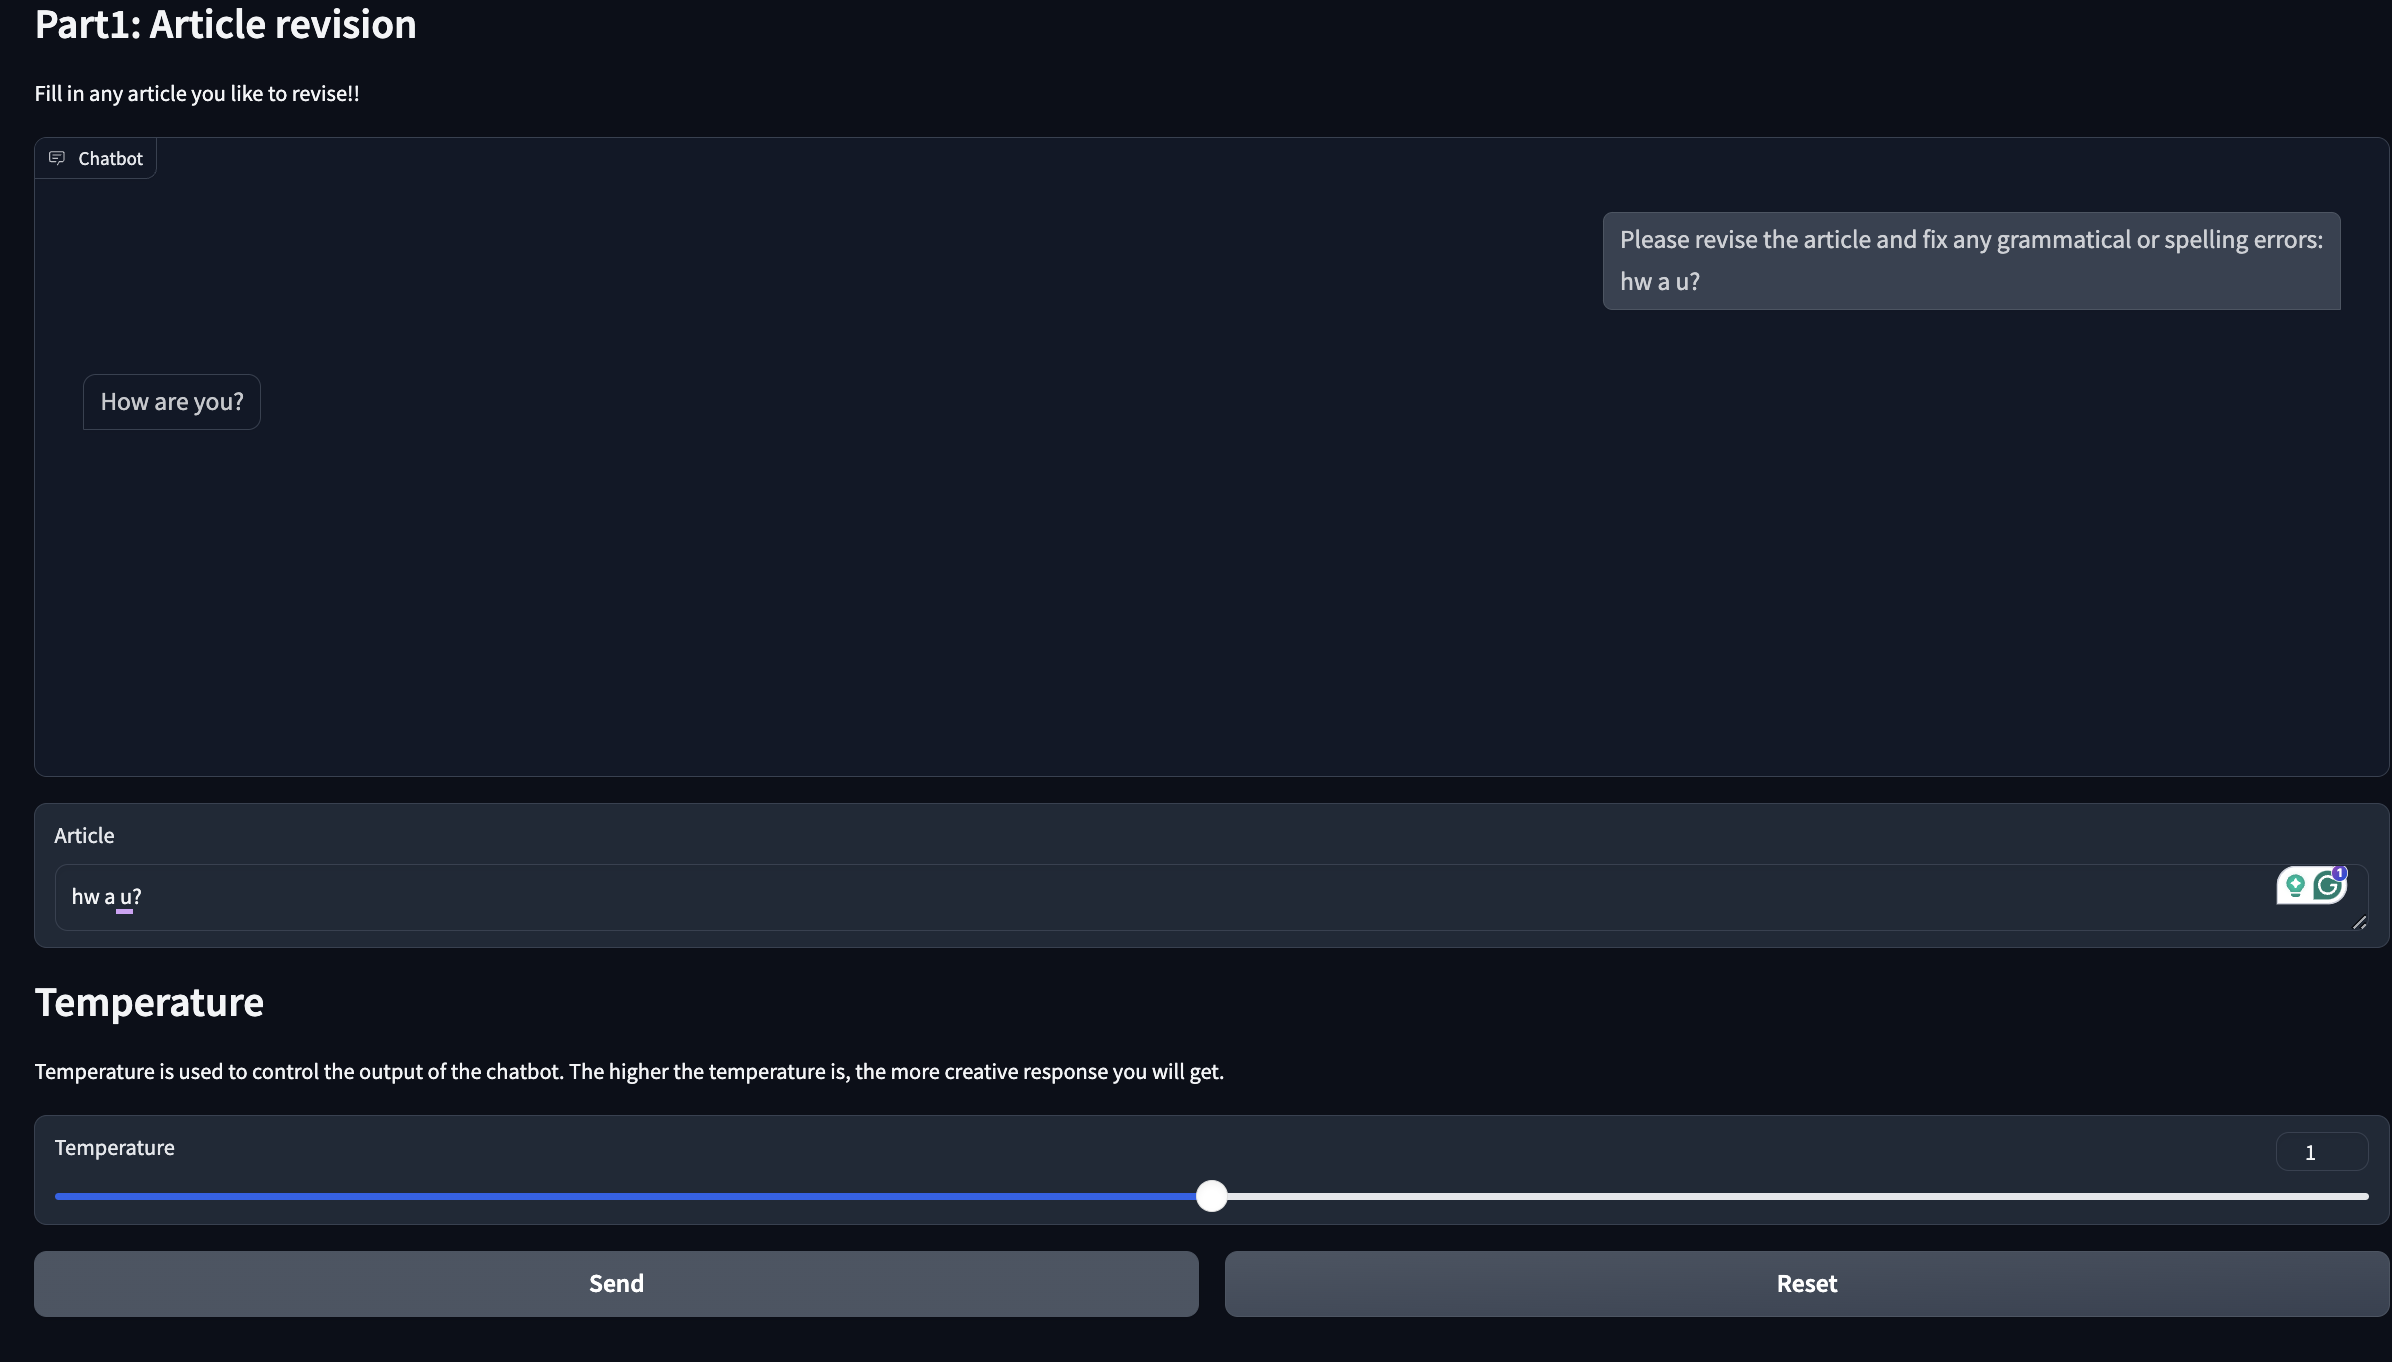 Part1: Article revision
Fill in any article you like to revise!!
Chatbot
Please revise the article and fix any grammatical or spelling errors:
hw a u?
How are you?
Article
hw a u?
1
Temperature
Temperature is used to control the output of the chatbot. The higher the temperature is, the more creative response you will get.
Temperature
1
Send
Reset